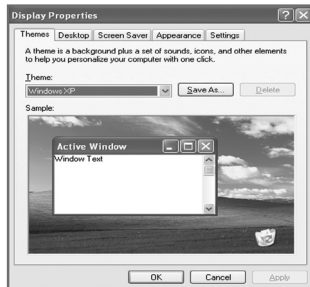 Display Properties
Themes Desktop Screen Saver Appearance Settings
A theme is a background plus a set of sounds, icons, and other elements
to help you personalize your computer with one click.
Theme:
Windows XP Save As... Delete
Sample:
Active Window
Window Text
OK Cancel Apply